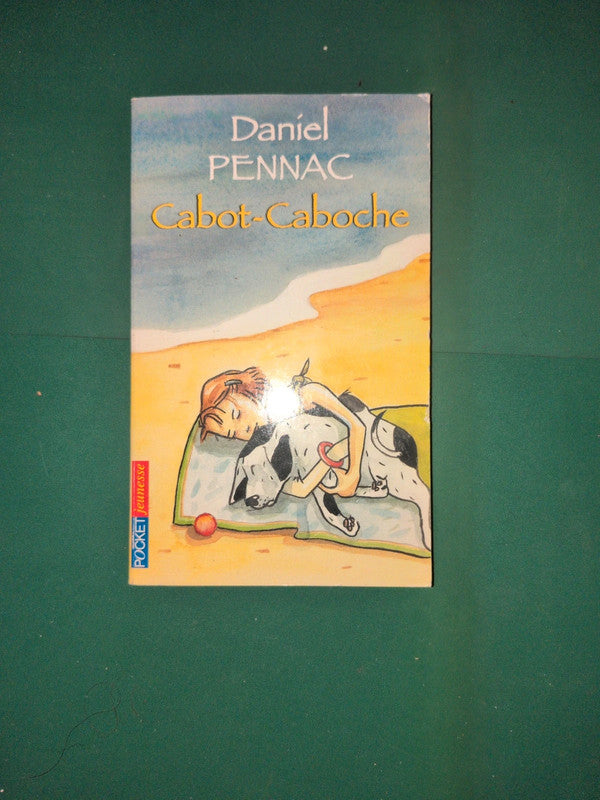 Daniel
PENNAC
Cabot-Caboche
POCKET jeunesse